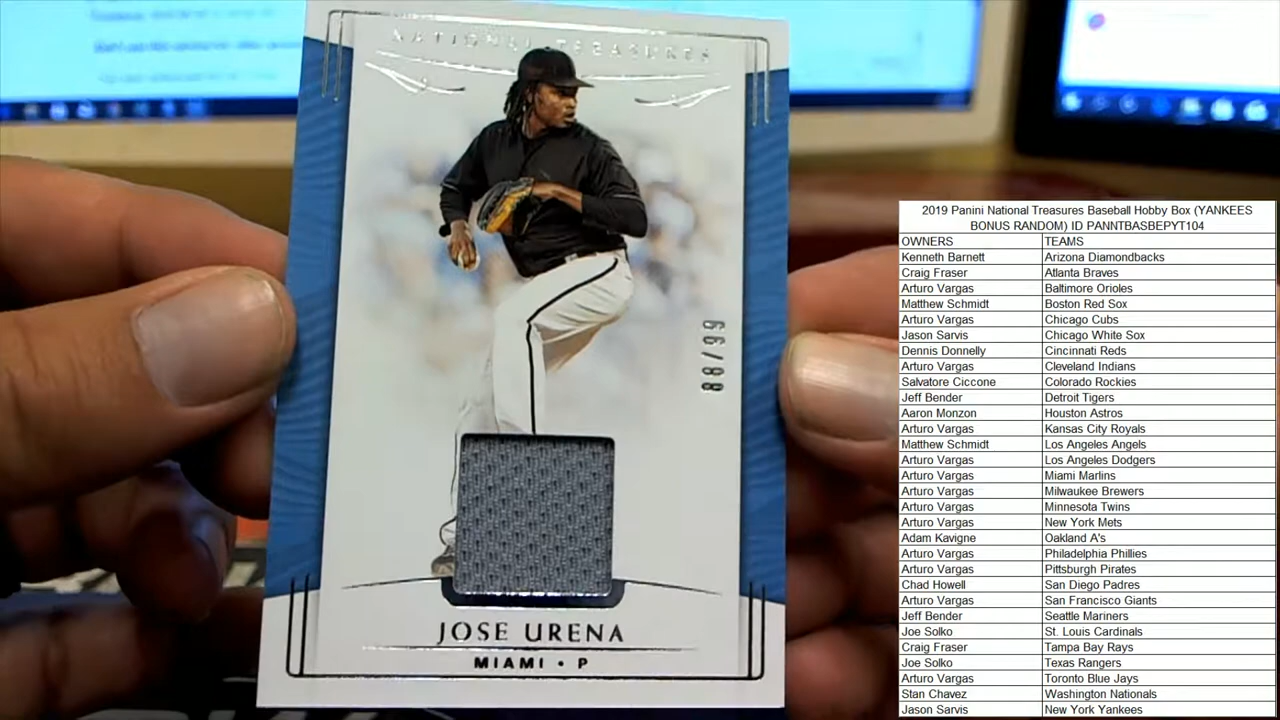 NATIONAL TREASURES
88/99
JOSE URENA
MIAMI • P
2019 Panini National Treasures Baseball Hobby Box (YANKEES
BONUS RANDOM) ID PANNTBASBEPYT104
OWNERS TEAMS
Kenneth Barnett Arizona Diamondbacks
Craig Fraser Atlanta Braves
Arturo Vargas Baltimore Orioles
Matthew Schmidt Boston Red Sox
Arturo Vargas Chicago Cubs
Jason Sarvis Chicago White Sox
Dennis Donnelly Cincinnati Reds
Arturo Vargas Cleveland Indians
Salvatore Ciccone Colorado Rockies
Jeff Bender Detroit Tigers
Aaron Monzon Houston Astros
Arturo Vargas Kansas City Royals
Matthew Schmidt Los Angeles Angels
Arturo Vargas Los Angeles Dodgers
Arturo Vargas Miami Marlins
Arturo Vargas Milwaukee Brewers
Arturo Vargas Minnesota Twins
Arturo Vargas New York Mets
Adam Kavigne Oakland A's
Arturo Vargas Philadelphia Phillies
Arturo Vargas Pittsburgh Pirates
Chad Howell San Diego Padres
Arturo Vargas San Francisco Giants
Jeff Bender Seattle Mariners
Joe Solko St. Louis Cardinals
Craig Fraser Tampa Bay Rays
Joe Solko Texas Rangers
Arturo Vargas Toronto Blue Jays
Stan Chavez Washington Nationals
Jason Sarvis New York Yankees